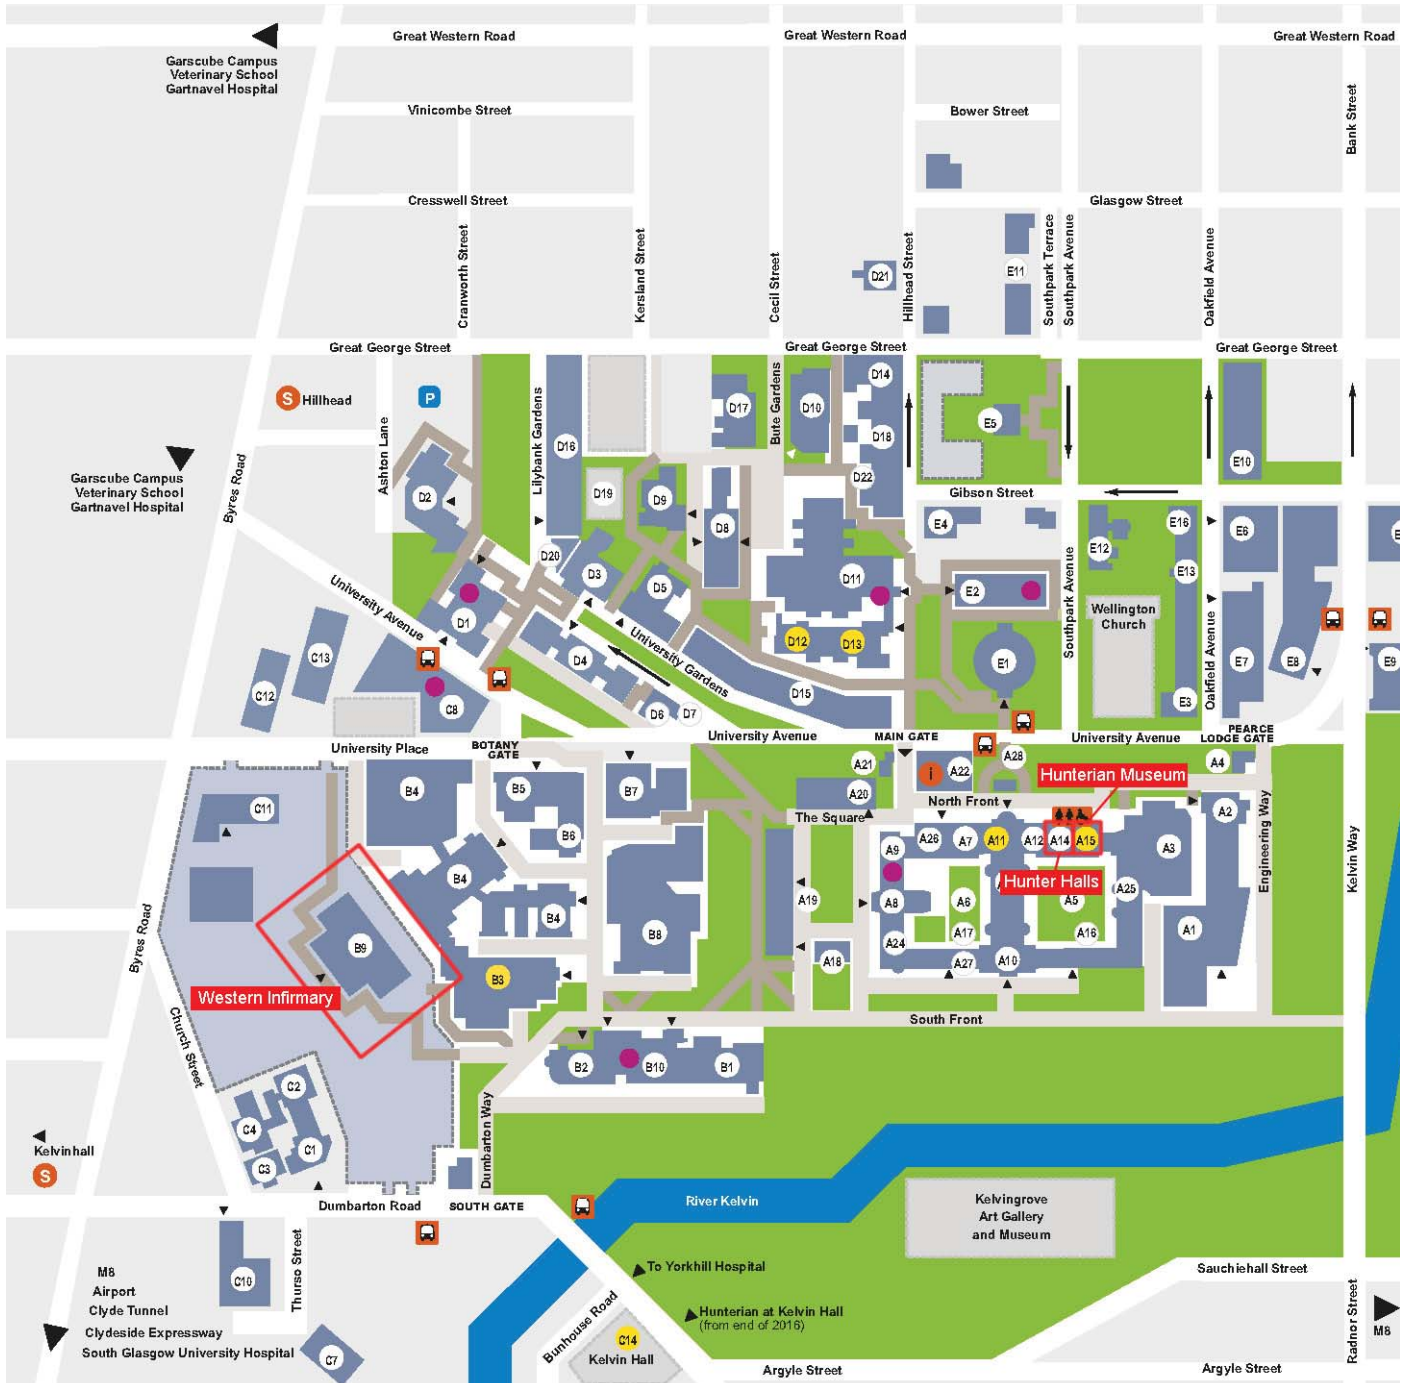 Great Western Road
Great Western Road
Great Western Road
Garscube Campus
Veterinary School
Gartnavel Hospital
Vinicombe Street
Bower Street
Bank Street
Cresswell Street
Glasgow Street
Cranworth Street
Kersland Street
Cecil Street
Hillhead Street
Southpark Terrace
Southpark Avenue
Oakfield Avenue
D21
E11
Great George Street
Great George Street
Great George Street
S Hillhead
P
Ashton Lane
Lilybank Gardens
Bute Gardens
D14
D17
D10
D18
D16
E5
E10
Garscube Campus
Veterinary School
Gartnavel Hospital
Byres Road
D2
D19
D9
D8
D22
Gibson Street
E4
E12
E16
E6
D20
D3
D5
D11
E2
E13
Southpark Avenue
Wellington
Church
Oakfield Avenue
University Avenue
D1
D4
University Gardens
D12
D13
E1
E7
E8
E9
C13
C12
C8
D6
D7
D15
E3
University Place
BOTANY
GATE
University Avenue
MAIN GATE
University Avenue
PEARCE
LODGE GATE
B4
B5
B7
B6
A21
A20
i
A22
A28
A4
Hunterian Museum
North Front
The Square
C11
A9
A26
A7
A11
A12
A14
A15
A3
A2
Hunter Halls
Engineering Way
Kelvin Way
B4
B4
B8
A19
A8
A6
A5
A25
A17
A16
A24
A27
A10
A18
A1
B9
B3
Western Infirmary
Byres Road
Church Street
South Front
B2
B10
B1
Dumbarton Way
C2
C4
C1
C3
Kelvinhall
S
Dumbarton Road
SOUTH GATE
River Kelvin
Kelvingrove
Art Gallery
and Museum
C10
Thurso Street
M8
Airport
Clyde Tunnel
Clydeside Expressway
South Glasgow University Hospital
C7
To Yorkhill Hospital
Bunhouse Road
Hunterian at Kelvin Hall
(from end of 2016)
C14
Kelvin Hall
Sauchiehall Street
Radnor Street
M8
Argyle Street
Argyle Street